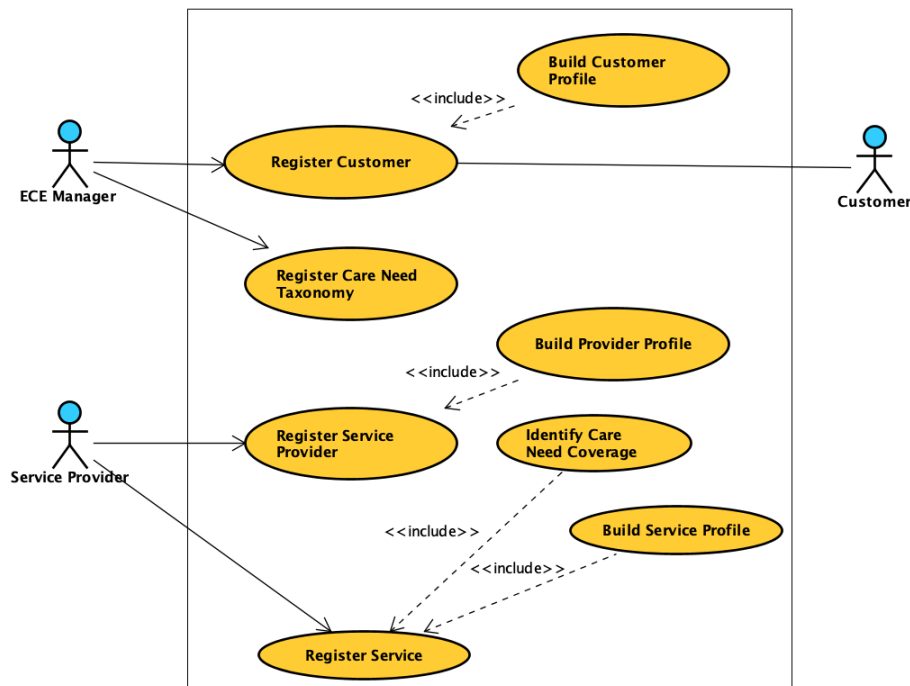 Build Customer
Profile
<<include>>
Register Customer
ECE Manager
Customer
Register Care Need
Taxonomy
Build Provider Profile
<<include>>
Register Service
Provider
Identify Care
Need Coverage
Service Provider
Build Service Profile
<<include>>
<<include>>
Register Service